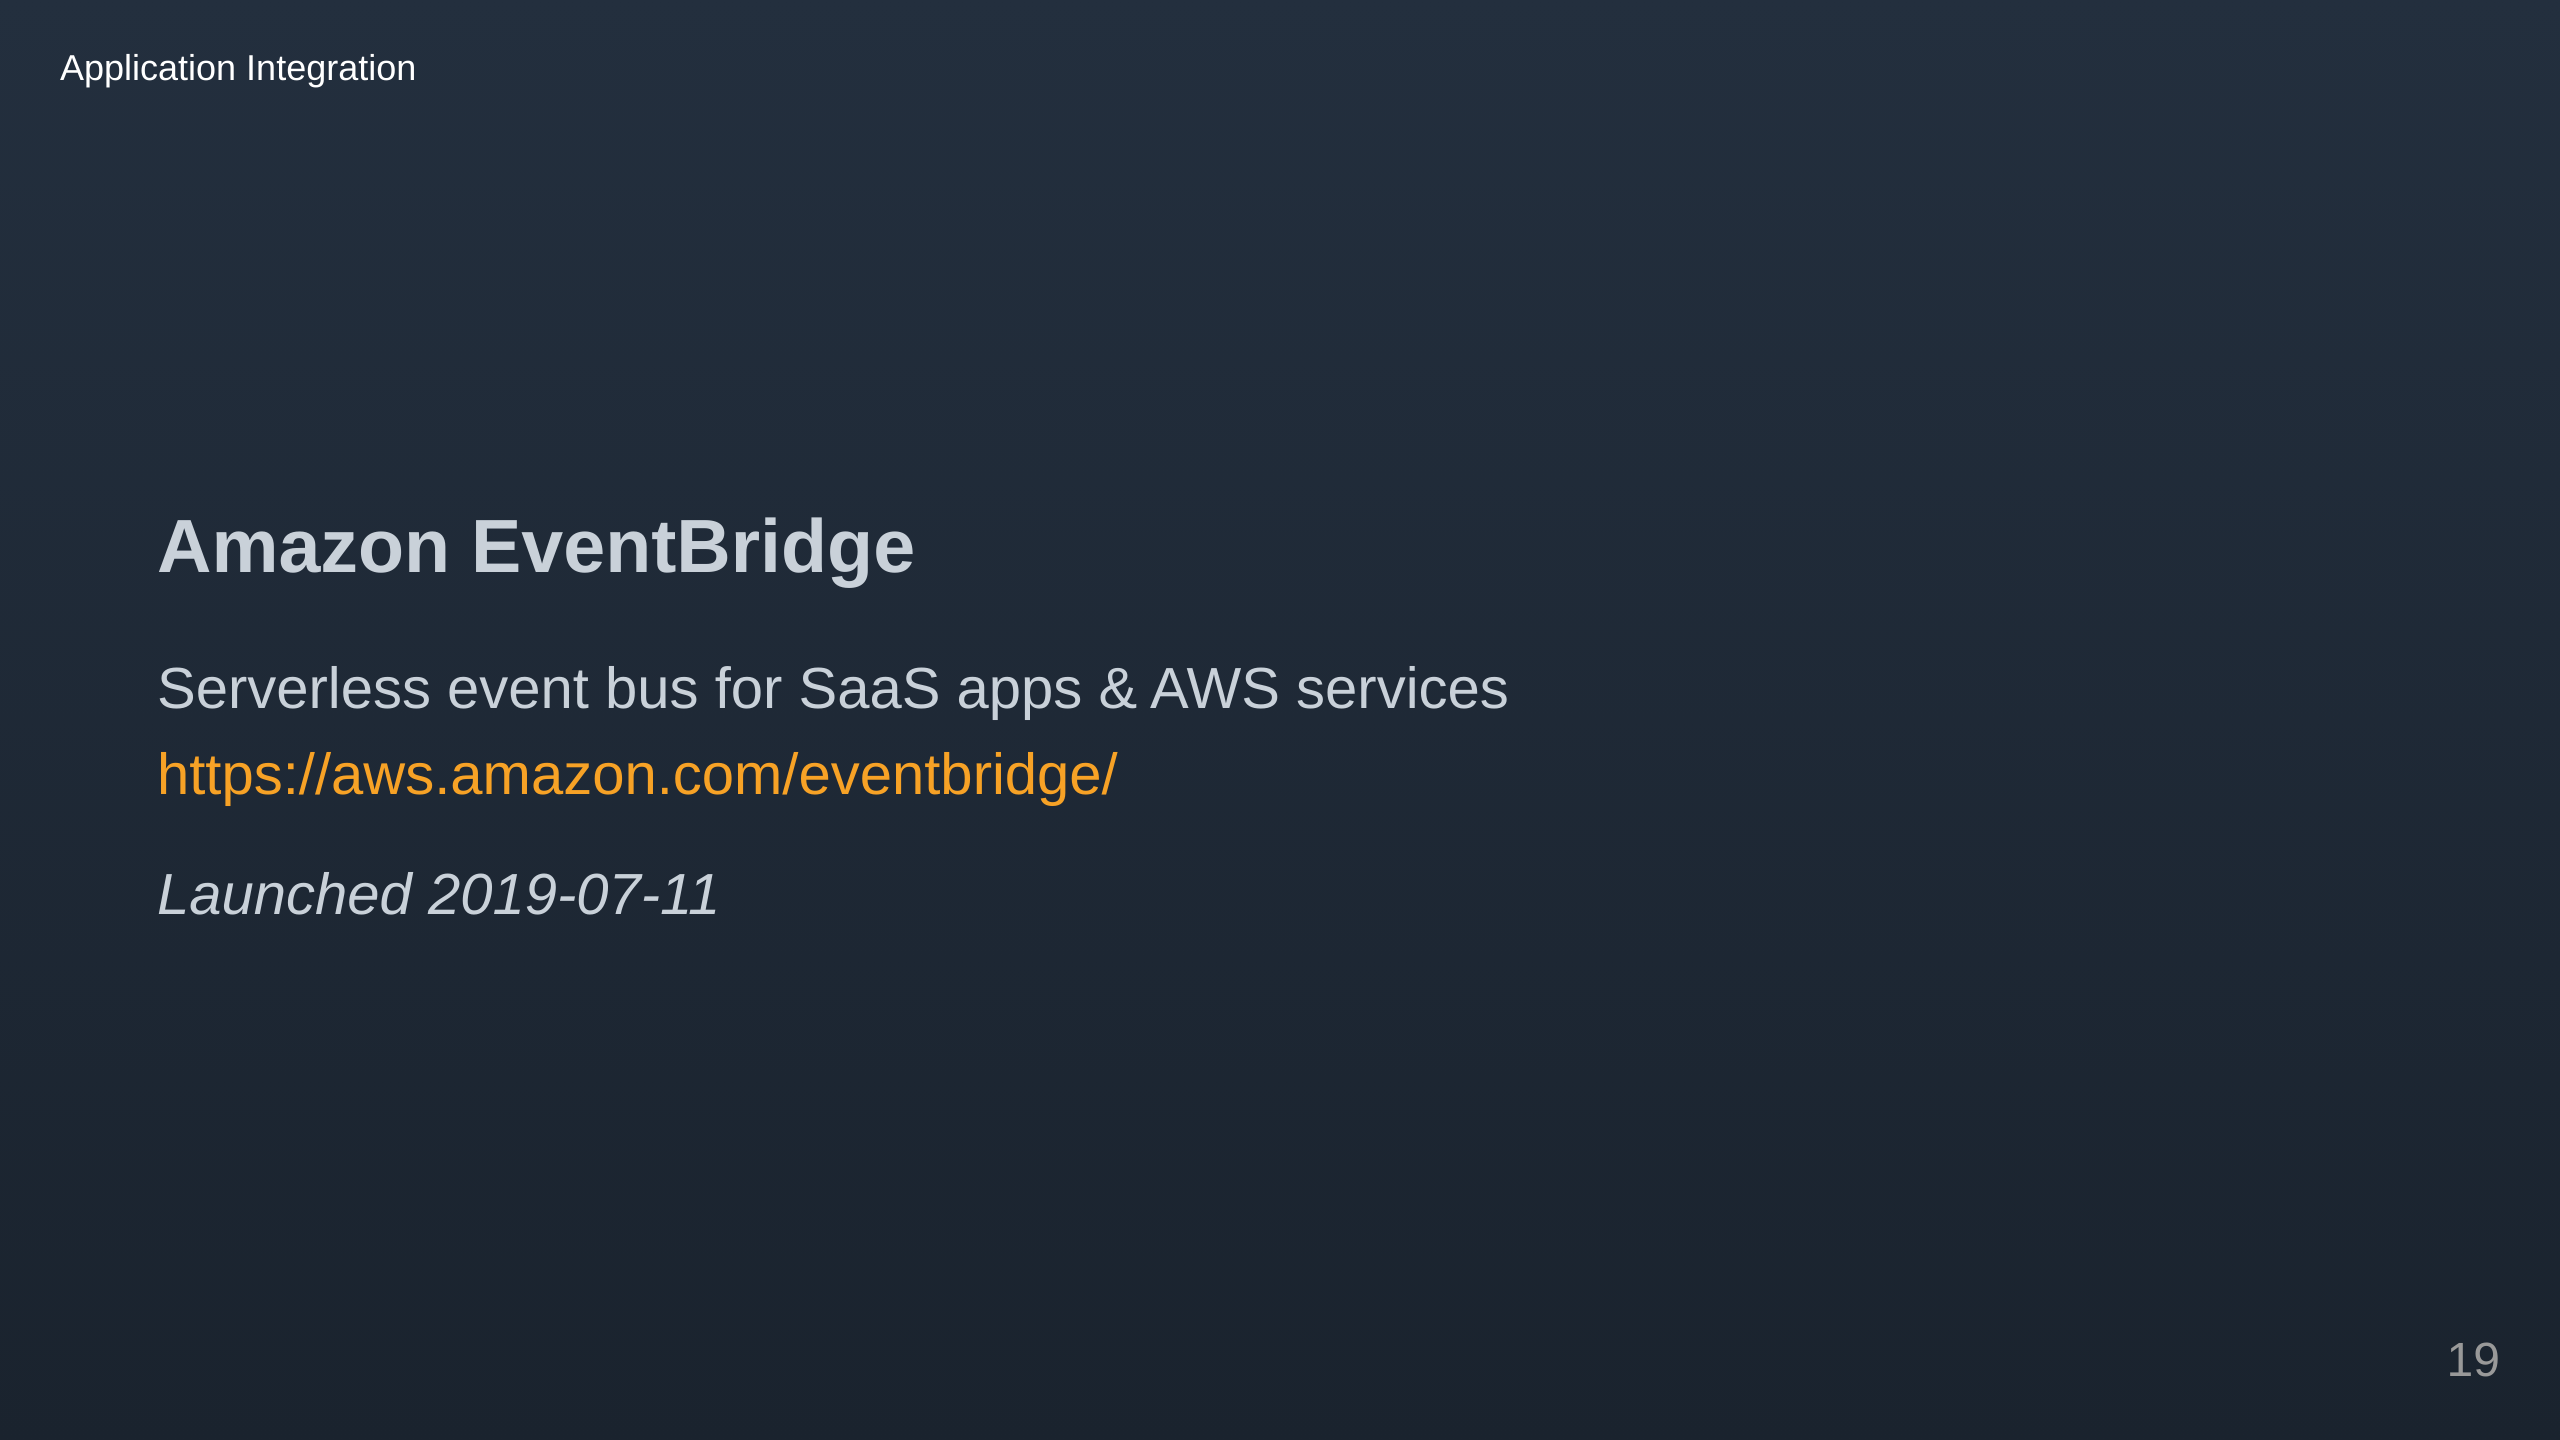 Application Integration
Amazon EventBridge
Serverless event bus for SaaS apps & AWS services
https://aws.amazon.com/eventbridge/
Launched 2019-07-11
19